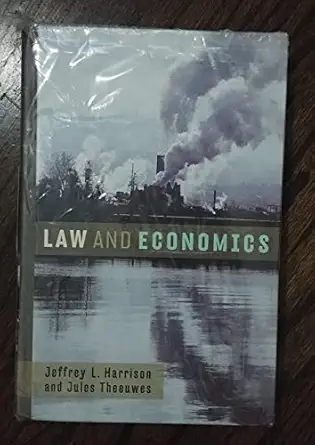 LAW AND ECONOMICS
Jeffrey L. Harrison
and Jules Theeuwes